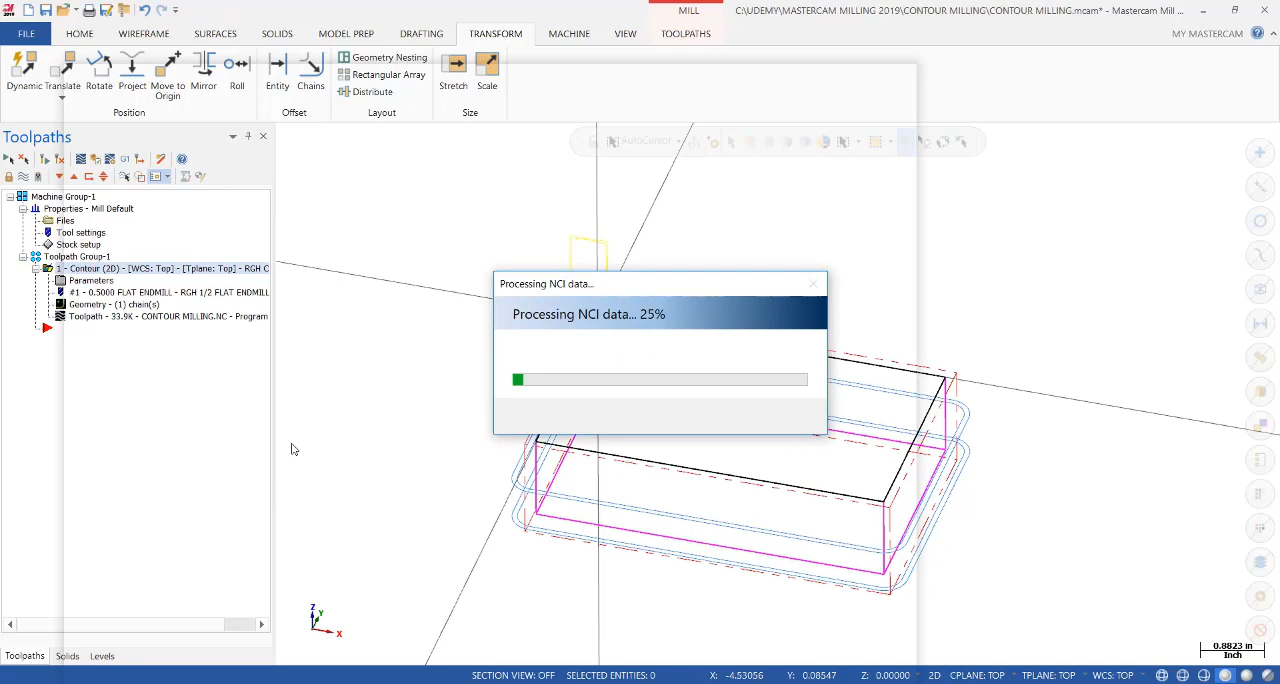 2019
MILL
C:\UDEMY\MASTERCAM MILLING 2019\CONTOUR MILLING\CONTOUR MILLING.mcam* - Mastercam Mill ...
FILE
HOME
WIREFRAME
SURFACES
SOLIDS
MODEL PREP
DRAFTING
TRANSFORM
MACHINE
VIEW
TOOLPATHS
MY MASTERCAM
Dynamic
Translate
Rotate
Project
Move to
Origin
Mirror
Roll
Position
Entity
Chains
Offset
Geometry Nesting
Rectangular Array
Distribute
Layout
Stretch
Scale
Size
Toolpaths
AutoCursor
G1
Machine Group-1
Properties - Mill Default
Files
Tool settings
Stock setup
Toolpath Group-1
1 - Contour (2D) - [WCS: Top] - [Tplane: Top] - RGH C
Parameters
#1 - 0.5000 FLAT ENDMILL - RGH 1/2 FLAT ENDMILL
Geometry - (1) chain(s)
Toolpath - 33.9K - CONTOUR MILLING.NC - Program
Processing NCI data...
Processing NCI data... 25%
Z
Y
X
0.8823 in
Inch
Toolpaths
Solids
Levels
SECTION VIEW: OFF
SELECTED ENTITIES: 0
X: -4.53056
Y: 0.08547
Z: 0.00000
2D
CPLANE: TOP
TPLANE: TOP
WCS: TOP